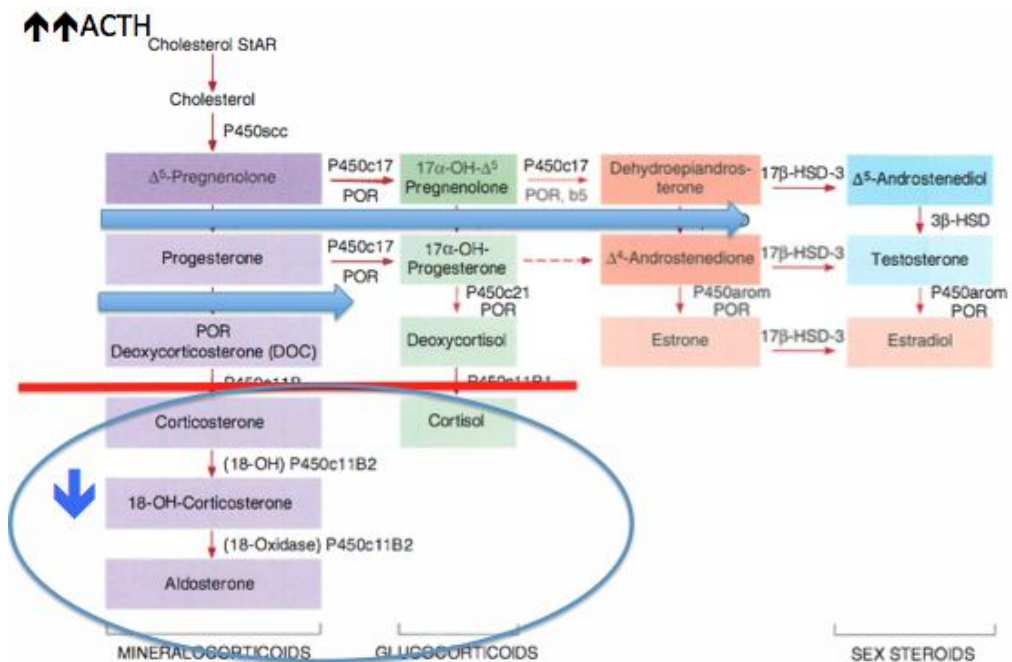 ACTH
Cholesterol StAR
Cholesterol
P450scc
Δ⁵-Pregnenolone
P450c17
POR
17α-OH-Δ⁵
Pregnenolone
P450c17
POR, b5
Dehydroepiandros-
terone
17β-HSD-3
Δ⁵-Androstenediol
3β-HSD
Progesterone
P450c17
POR
17α-OH-
Progesterone
Δ⁴-Androstenedione
17β-HSD-3
Testosterone
P450c21
POR
P450arom
POR
P450arom
POR
POR
Deoxycorticosterone (DOC)
Deoxycortisol
Estrone
17β-HSD-3
Estradiol
Corticosterone
Cortisol
(18-OH) P450c11B2
18-OH-Corticosterone
(18-Oxidase) P450c11B2
Aldosterone
MINERALOCORTICOIDS
GLUCOCORTICOIDS
SEX STEROIDS